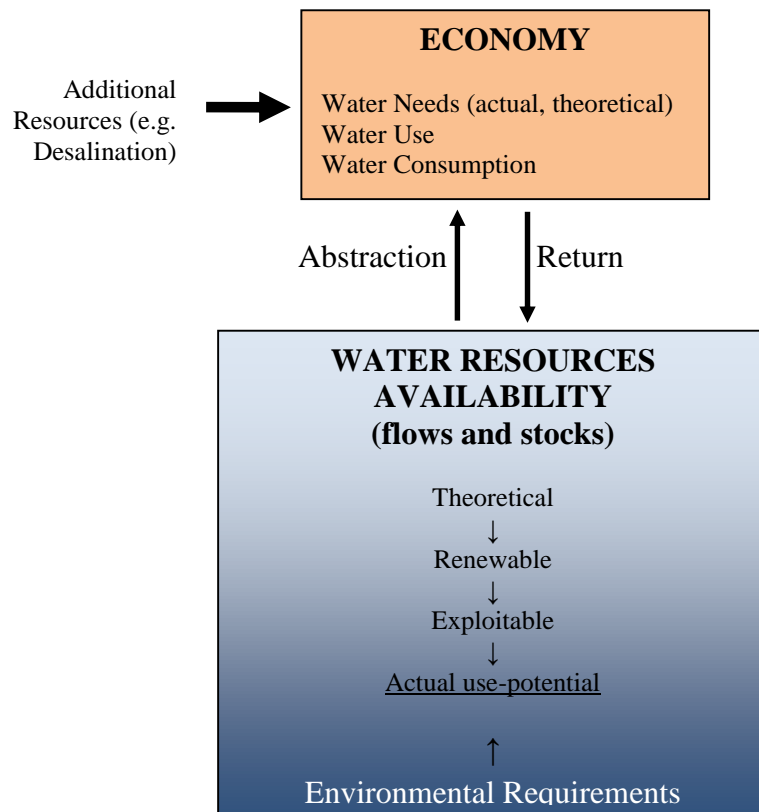 ECONOMY
Water Needs (actual, theoretical)
Water Use
Water Consumption
Additional
Resources (e.g.
Desalination)
Abstraction
Return
WATER RESOURCES
AVAILABILITY
(flows and stocks)
Theoretical
↓
Renewable
↓
Exploitable
↓
Actual use-potential
↑
Environmental Requirements